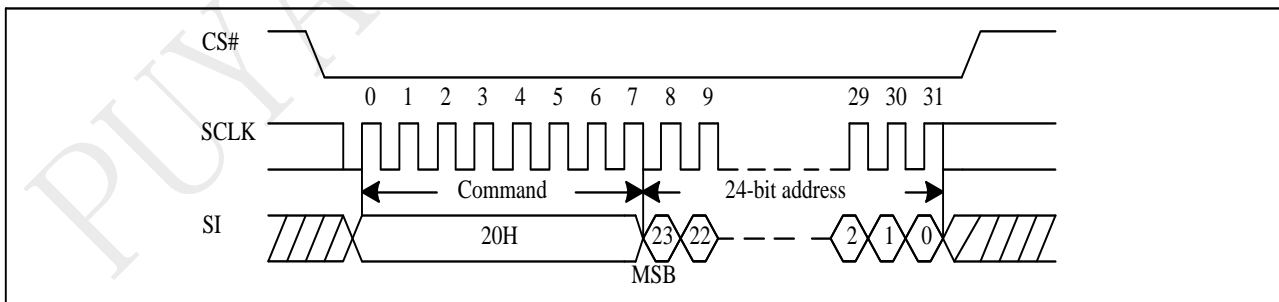 PUYA
CS#
0 1 2 3 4 5 6 7 8 9 29 30 31
SCLK
Command 24-bit address
SI
20H 23 22 2 1 0
MSB